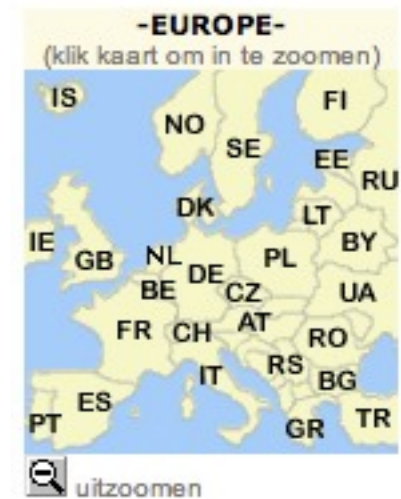 -EUROPE-
(klik kaart om in te zoomen)
IS
FI
NO
SE
EE
RU
DK
LT
IE
GB
NL
DE
PL
BY
BE
CZ
UA
FR
CH
AT
RO
IT
RS
BG
PT
ES
GR
TR
uitzoomen